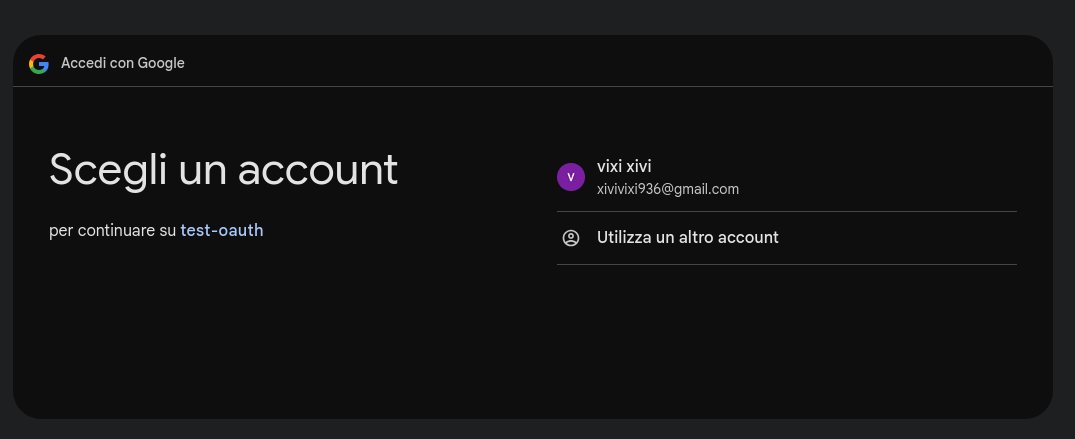 Accedi con Google
Scegli un account
per continuare su test-oauth
v
vixi xivi
xivivixi936@gmail.com
Utilizza un altro account